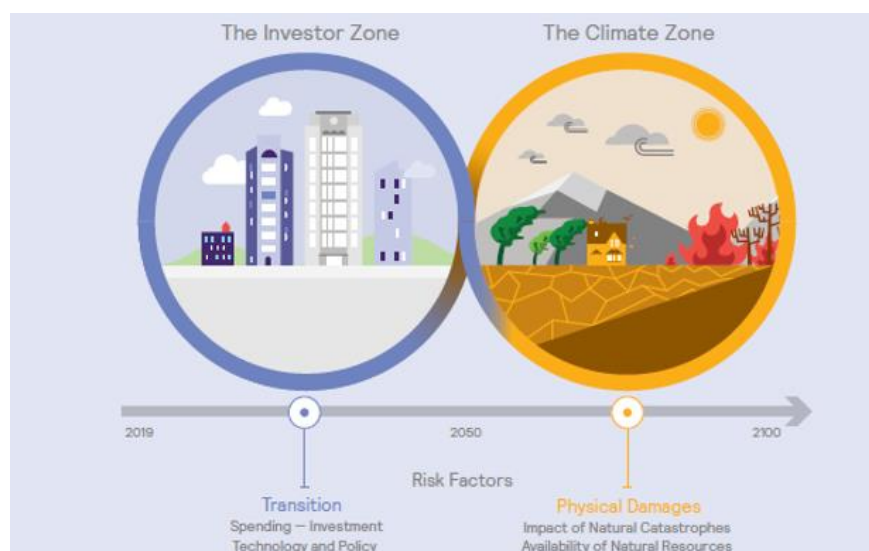 The Investor Zone
The Climate Zone
2019
2050
2100
Risk Factors
Transition
Spending — Investment
Technology and Policy
Physical Damages
Impact of Natural Catastrophes
Availability of Natural Resources